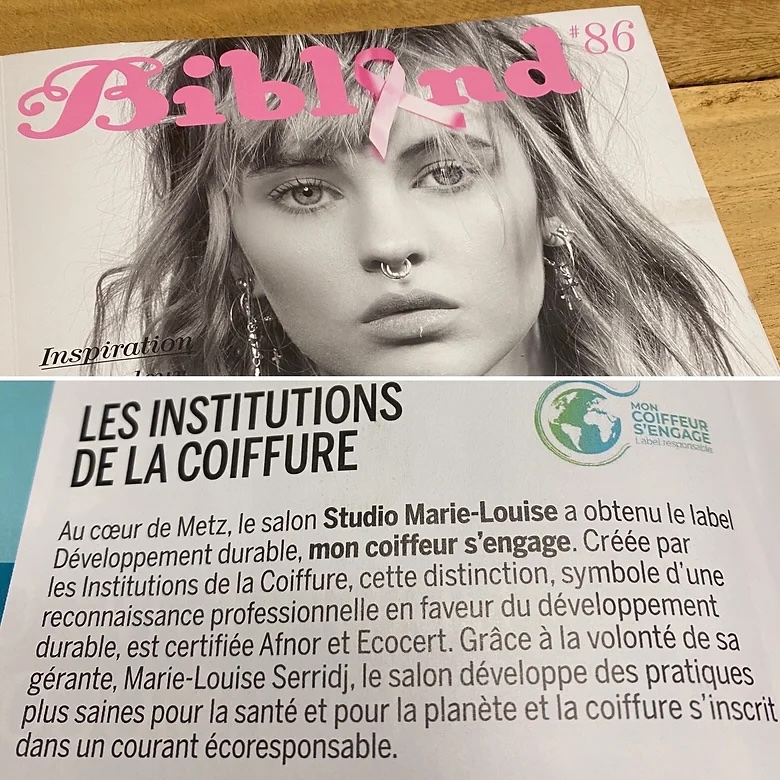 Biblond
#86
Inspiration
LES INSTITUTIONS
DE LA COIFFURE
MON
COIFFEUR
S'ENGAGE
Label responsable
Au cœur de Metz, le salon Studio Marie-Louise a obtenu le label
Développement durable, mon coiffeur s'engage. Créée par
les Institutions de la Coiffure, cette distinction, symbole d'une
reconnaissance professionnelle en faveur du développement
durable, est certifiée Afnor et Ecocert. Grâce à la volonté de sa
gérante, Marie-Louise Serridj, le salon développe des pratiques
plus saines pour la santé et pour la planète et la coiffure s'inscrit
dans un courant écoresponsable.